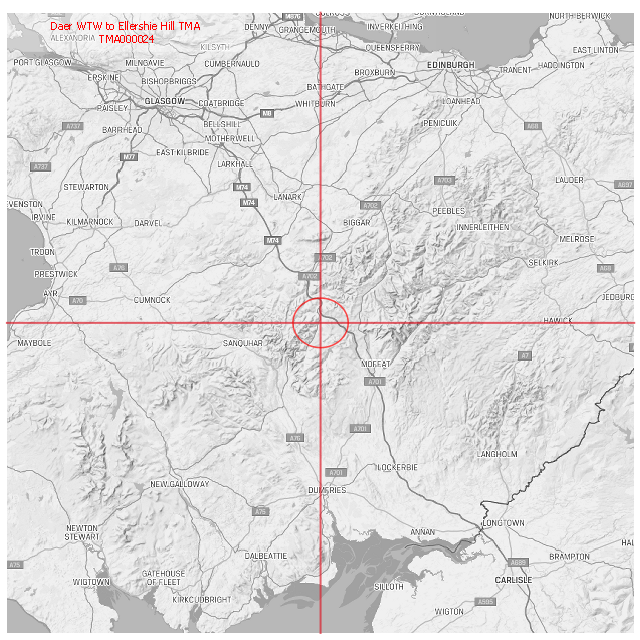 Daer WTW to Ellershie Hill TMA
TMA000024
DENNY
M876
GRANGEMOUTH
INVERKEITHING
NORTH BERWICK
ALEXANDRIA
KILSYTH
QUEENSFERRY
EAST LINTON
PORT GLASGOW
MILNGAVIE
CUMBERNAULD
BROXBURN
EDINBURGH
TRANENT
HADDINGTON
ERSKINE
BISHOPBRIGGS
BATHGATE
PAISLEY
GLASGOW
COATBRIDGE
WHITBURN
LOANHEAD
M8
A737
BARRHEAD
BELLSHILL
PENICUIK
A68
MOTHERWELL
M77
EAST KILBRIDE
A737
LARKHALL
STEWARTON
M74
A703
LAUDER
A697
LANARK
M74
A702
PEEBLES
IRVINE
KILMARNOCK
DARVEL
BIGGAR
INNERLEITHEN
M74
MELROSE
TROON
A702
SELKIRK
PRESTWICK
A76
A702
A68
AYR
A70
CUMNOCK
JEDBURG
HAWICK
MAYBOLE
SANQUHAR
A7
MOFFAT
A701
A76
A701
LANGHOLM
LOCKERBIE
A701
NEW GALLOWAY
DUMFRIES
A75
NEWTON
STEWART
ANNAN
LONGTOWN
DALBEATTIE
BRAMPTON
A75
A689
GATEHOUSE
OF FLEET
WIGTOWN
CARLISLE
SILLOTH
KIRKCUDBRIGHT
A595
WIGTON